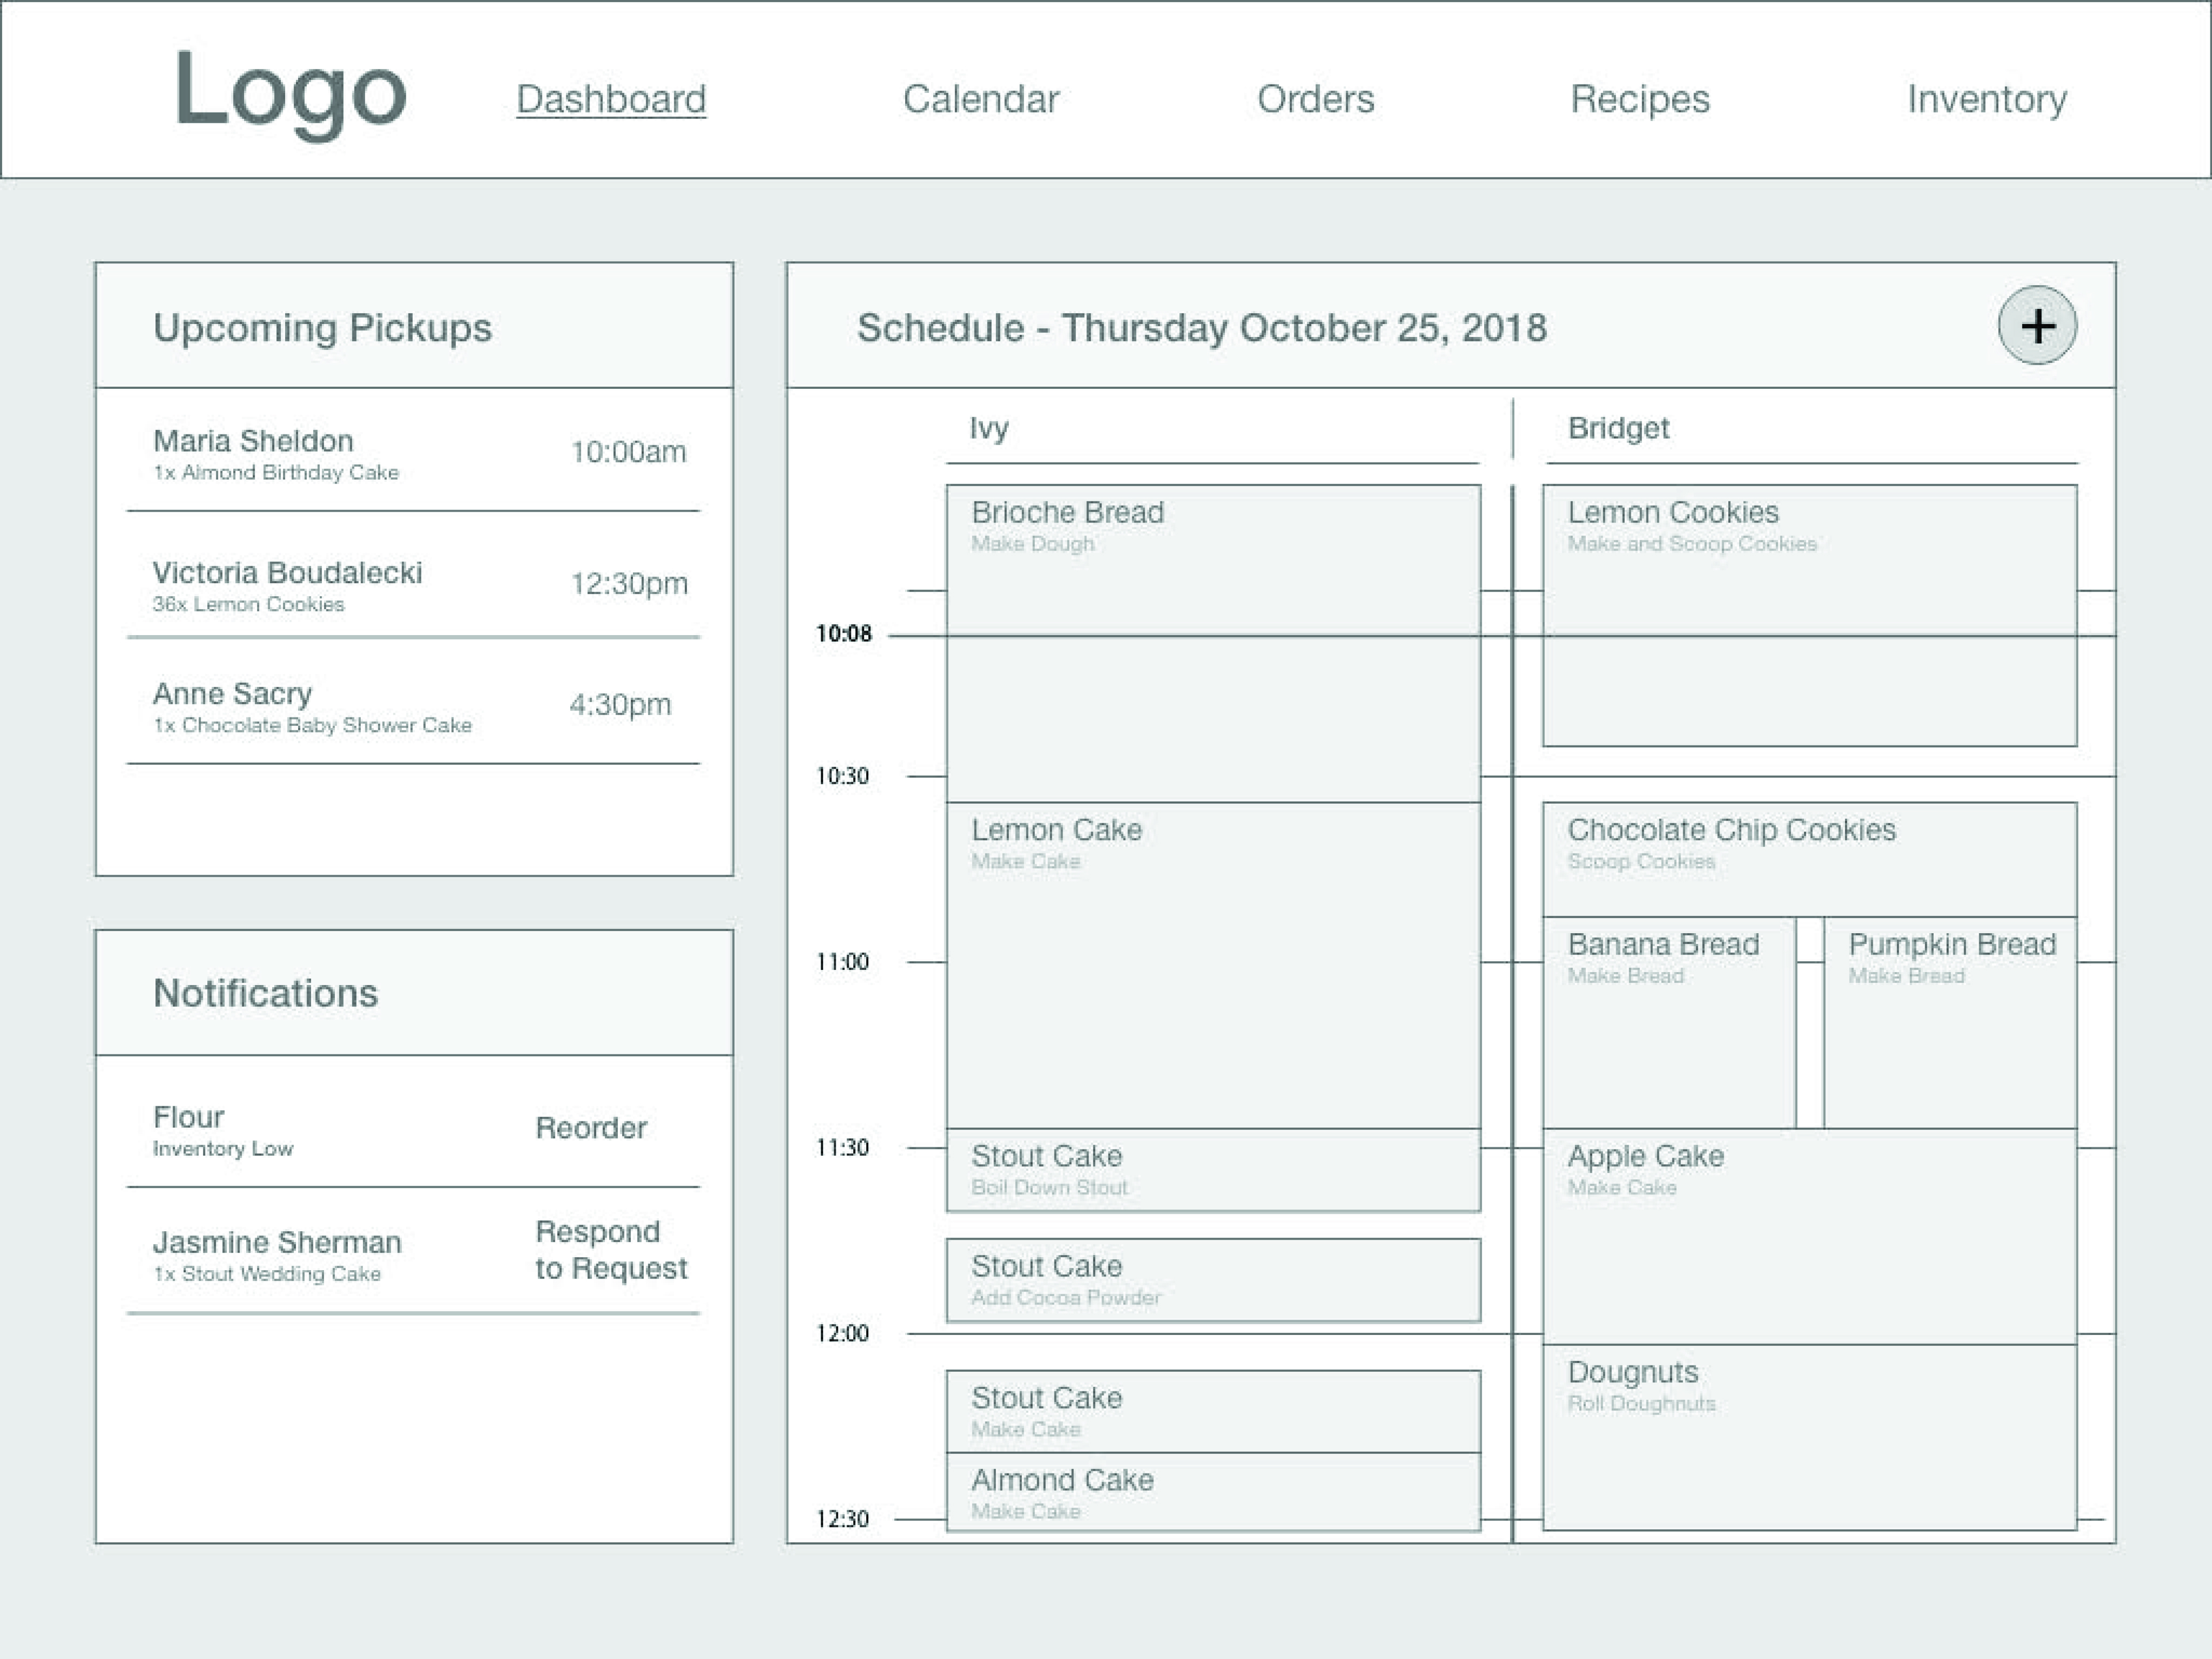 Logo
Dashboard
Calendar
Orders
Recipes
Inventory
Upcoming Pickups
Maria Sheldon
1x Almond Birthday Cake
10:00am
Victoria Boudalecki
36x Lemon Cookies
12:30pm
Anne Sacry
1x Chocolate Baby Shower Cake
4:30pm
Notifications
Flour
Inventory Low
Reorder
Jasmine Sherman
1x Stout Wedding Cake
Respond
to Request
Schedule - Thursday October 25, 2018
+
Ivy
Bridget
10:08
10:30
11:00
11:30
12:00
12:30
Brioche Bread
Make Dough
Lemon Cake
Make Cake
Stout Cake
Boil Down Stout
Stout Cake
Add Cocoa Powder
Stout Cake
Make Cake
Almond Cake
Make Cake
Lemon Cookies
Make and Scoop Cookies
Chocolate Chip Cookies
Scoop Cookies
Banana Bread
Make Bread
Pumpkin Bread
Make Bread
Apple Cake
Make Cake
Dougnuts
Roll Doughnuts